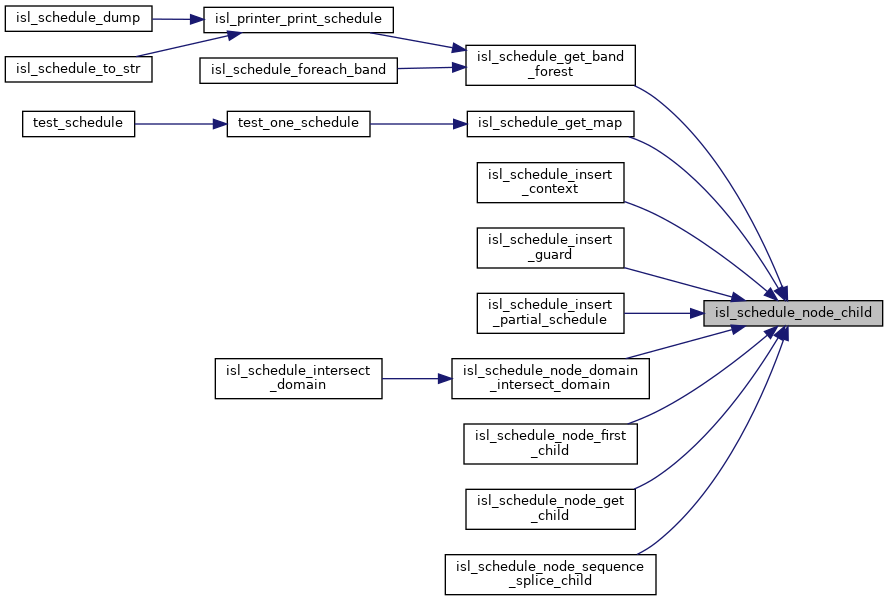 isl_schedule_dump
isl_printer_print_schedule
isl_schedule_to_str
isl_schedule_foreach_band
isl_schedule_get_band
_forest
test_schedule
test_one_schedule
isl_schedule_get_map
isl_schedule_insert
_context
isl_schedule_insert
_guard
isl_schedule_insert
_partial_schedule
isl_schedule_node_child
isl_schedule_intersect
_domain
isl_schedule_node_domain
_intersect_domain
isl_schedule_node_first
_child
isl_schedule_node_get
_child
isl_schedule_node_sequence
_splice_child